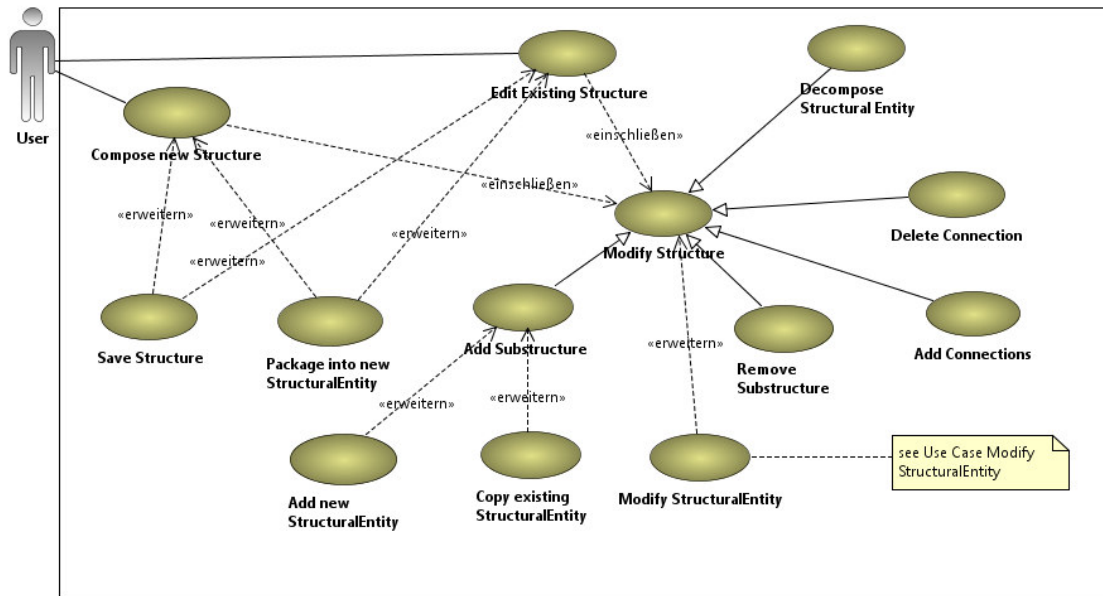 Edit Existing Structure
Decompose
Structural Entity
User
«einschließen»
Compose new Structure
«einschließen»
«erweitern»
«erweitern»
Delete Connection
«erweitern»
«erweitern»
Modify Structure
Save Structure
Package into new
StructuralEntity
Add Substructure
«erweitern»
Remove
Substructure
Add Connections
«erweitern»
«erweitern»
see Use Case Modify
StructuralEntity
Add new
StructuralEntity
Copy existing
StructuralEntity
Modify StructuralEntity